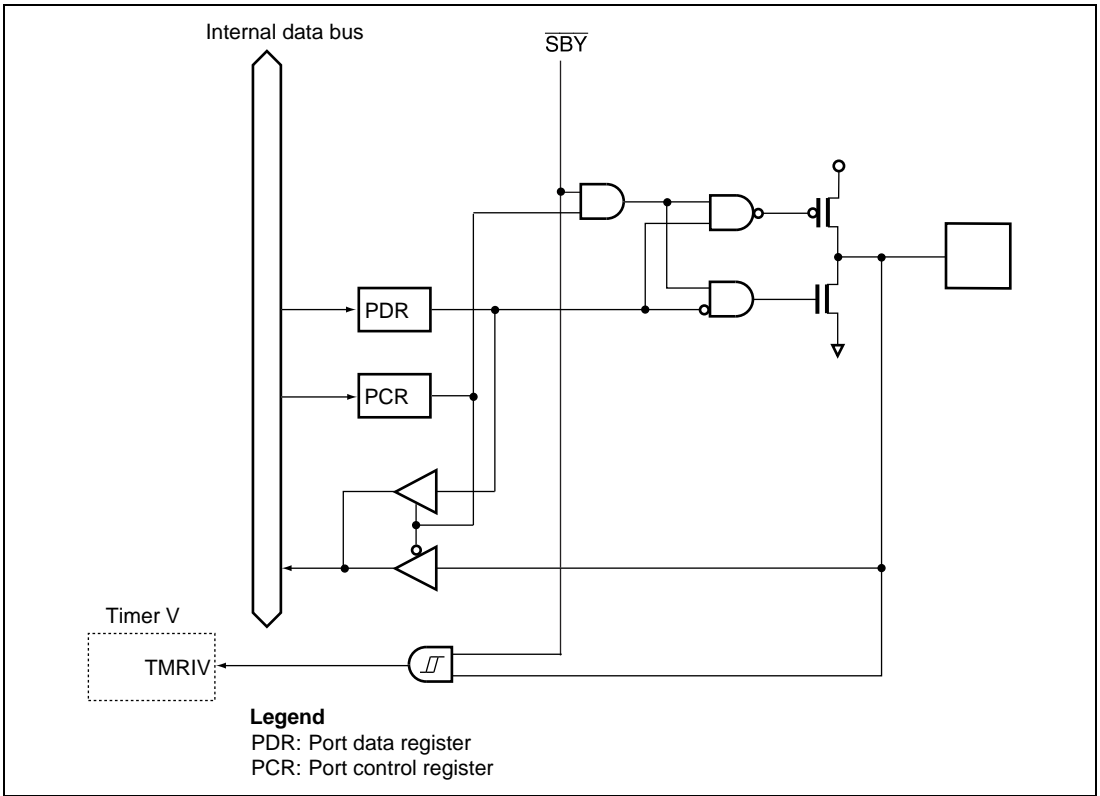 Internal data bus
SBY
PDR
PCR
Timer V
TMRIV
Legend
PDR: Port data register
PCR: Port control register